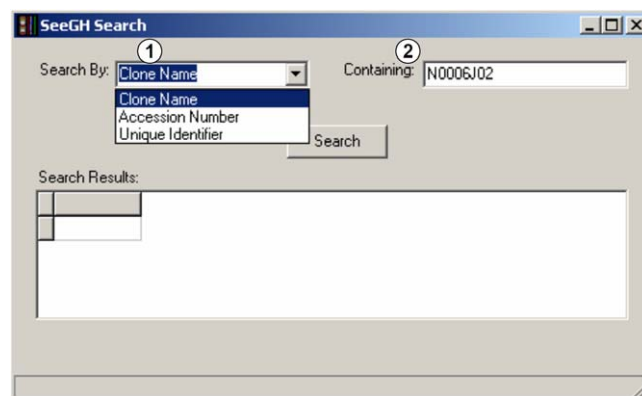 SeeGH Search
1 2
Search By: Clone Name Containing: N0006J02
Clone Name
Accession Number
Unique Identifier
Search
Search Results: